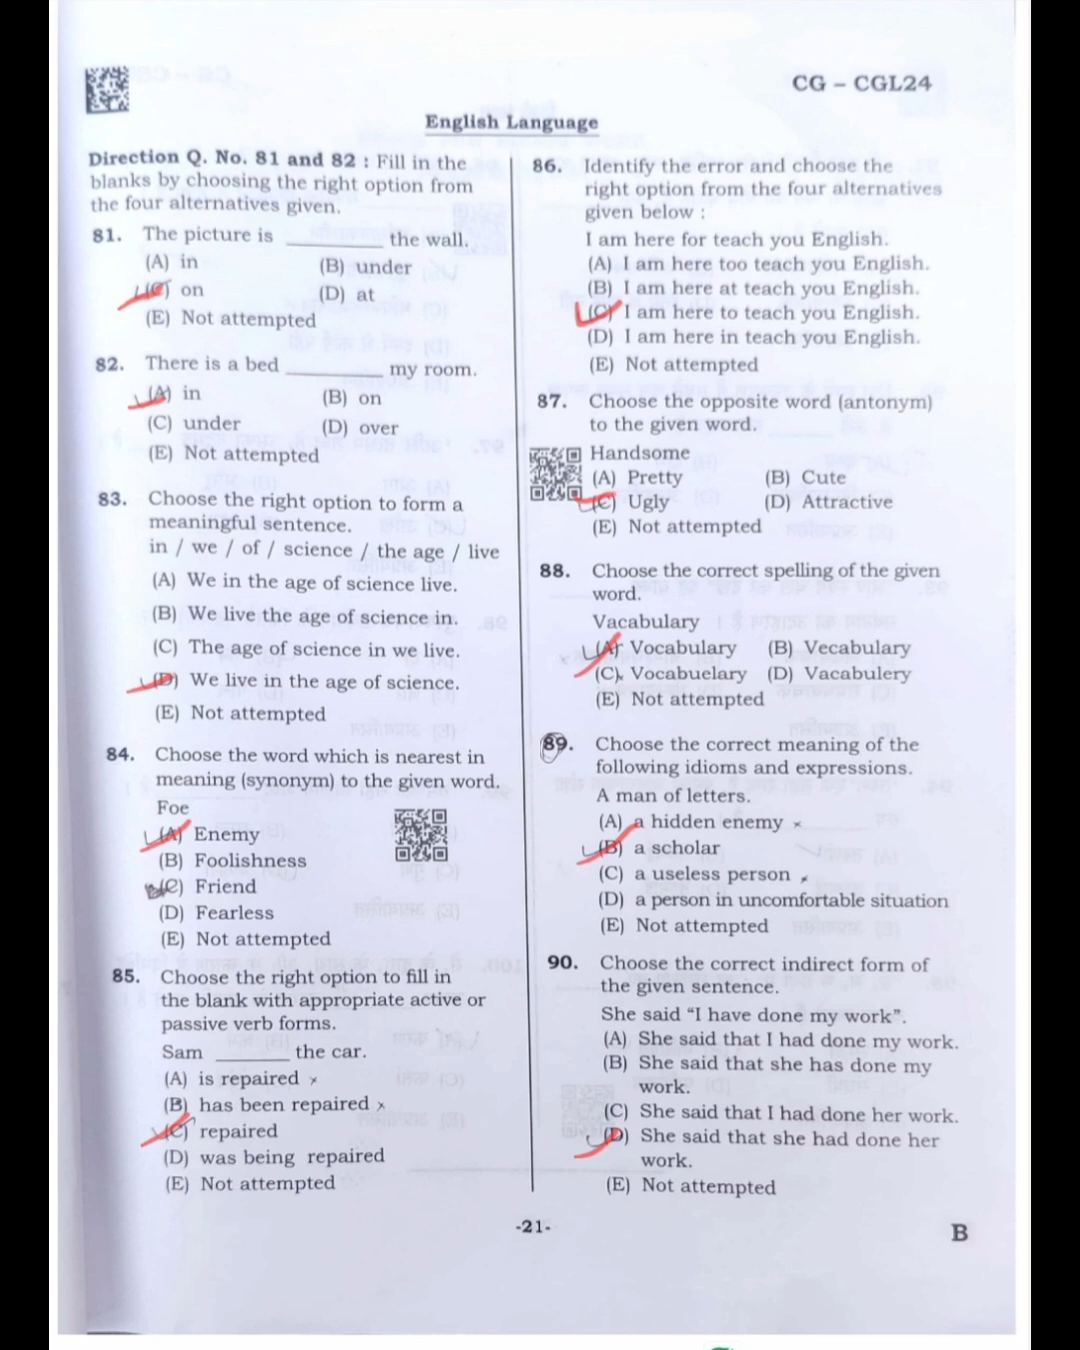 CG – CGL24
English Language
Direction Q. No. 81 and 82 : Fill in the
blanks by choosing the right option from
the four alternatives given.
81. The picture is ________ the wall.
(A) in (B) under
(C) on (D) at
(E) Not attempted
82. There is a bed ________ my room.
(A) in (B) on
(C) under (D) over
(E) Not attempted
83. Choose the right option to form a
meaningful sentence.
in / we / of / science / the age / live
(A) We in the age of science live.
(B) We live the age of science in.
(C) The age of science in we live.
(D) We live in the age of science.
(E) Not attempted
84. Choose the word which is nearest in
meaning (synonym) to the given word.
Foe
(A) Enemy
(B) Foolishness
(C) Friend
(D) Fearless
(E) Not attempted
85. Choose the right option to fill in
the blank with appropriate active or
passive verb forms.
Sam ________ the car.
(A) is repaired
(B) has been repaired
(C) repaired
(D) was being repaired
(E) Not attempted
86. Identify the error and choose the
right option from the four alternatives
given below :
I am here for teach you English.
(A) I am here too teach you English.
(B) I am here at teach you English.
(C) I am here to teach you English.
(D) I am here in teach you English.
(E) Not attempted
87. Choose the opposite word (antonym)
to the given word.
Handsome
(A) Pretty (B) Cute
(C) Ugly (D) Attractive
(E) Not attempted
88. Choose the correct spelling of the given
word.
Vacabulary
(A) Vocabulary (B) Vecabulary
(C) Vocabuelary (D) Vacabulery
(E) Not attempted
89. Choose the correct meaning of the
following idioms and expressions.
A man of letters.
(A) a hidden enemy
(B) a scholar
(C) a useless person
(D) a person in uncomfortable situation
(E) Not attempted
90. Choose the correct indirect form of
the given sentence.
She said “I have done my work”.
(A) She said that I had done my work.
(B) She said that she has done my
work.
(C) She said that I had done her work.
(D) She said that she had done her
work.
(E) Not attempted
-21-
B